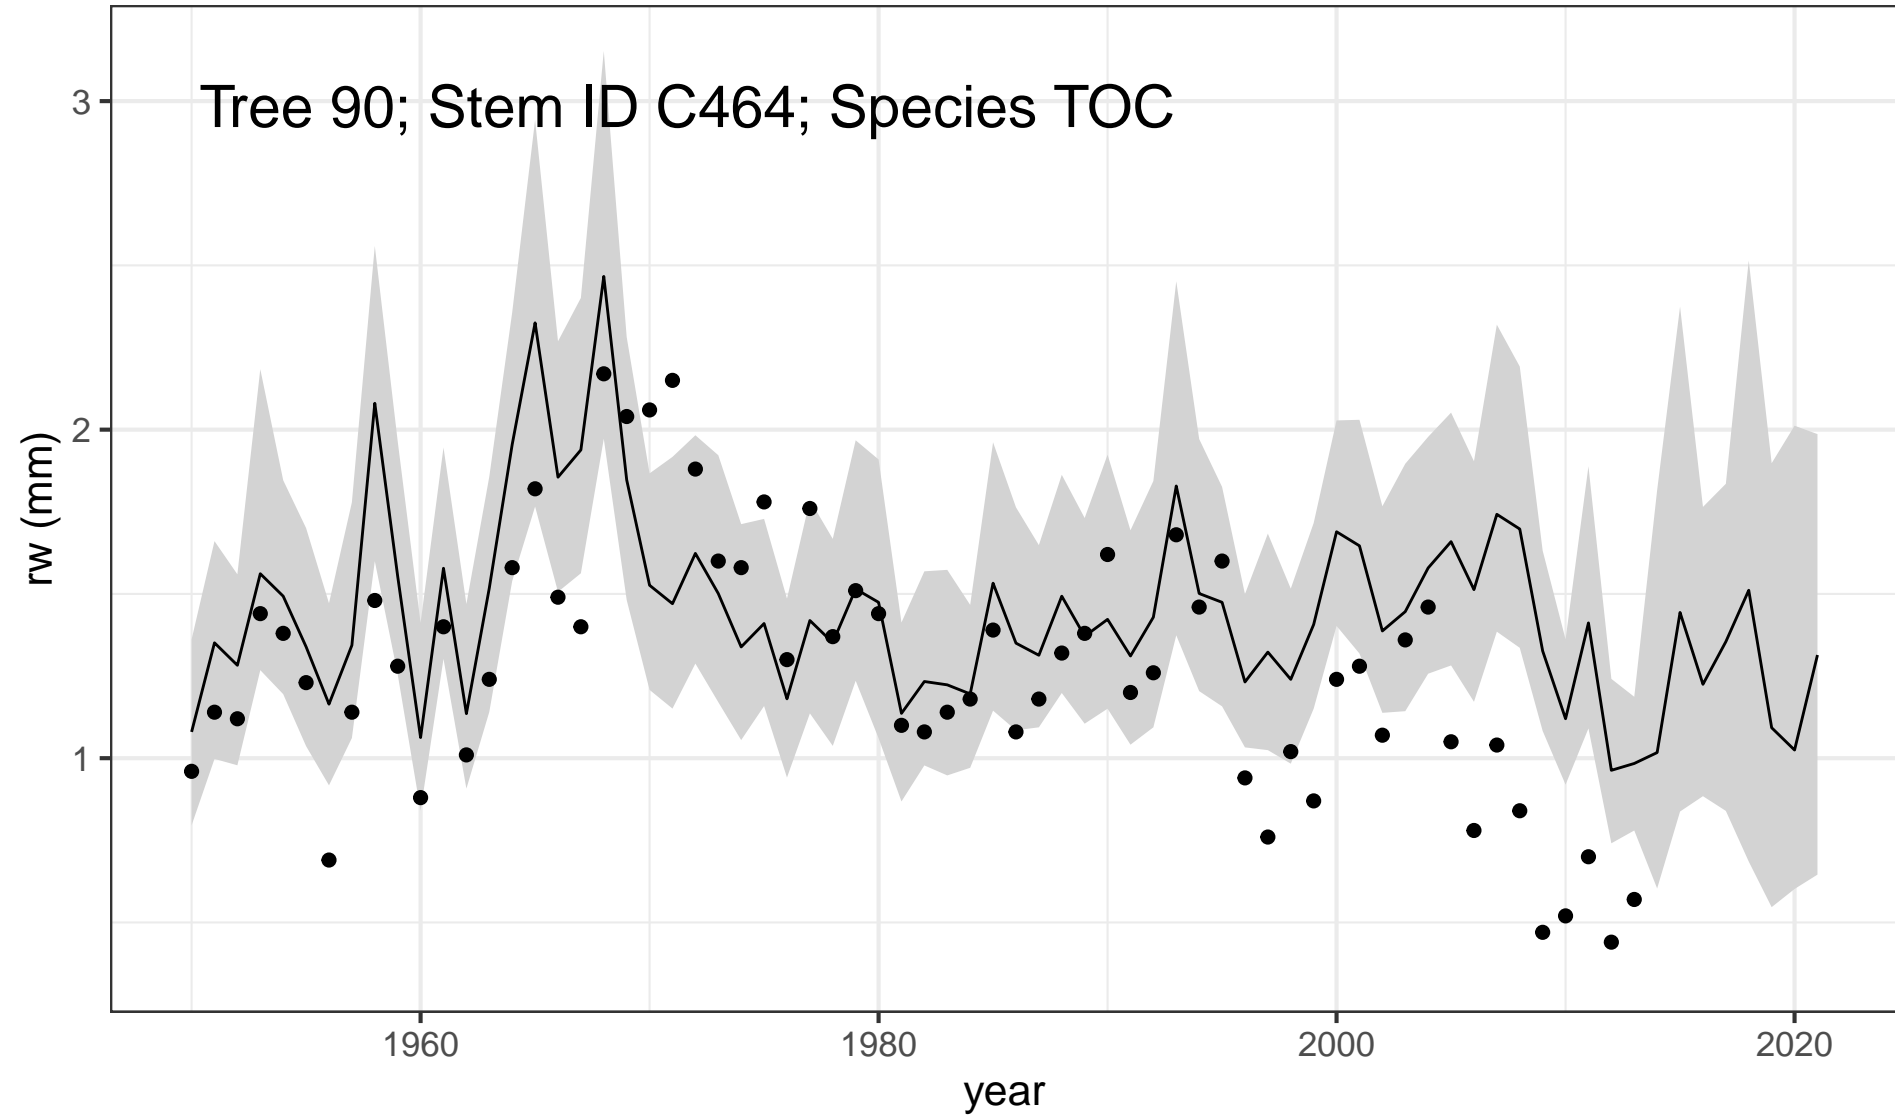 Tree 90; Stem ID C464; Species TOC
3
2
1
rw (mm)
1960 1980 2000 2020
year